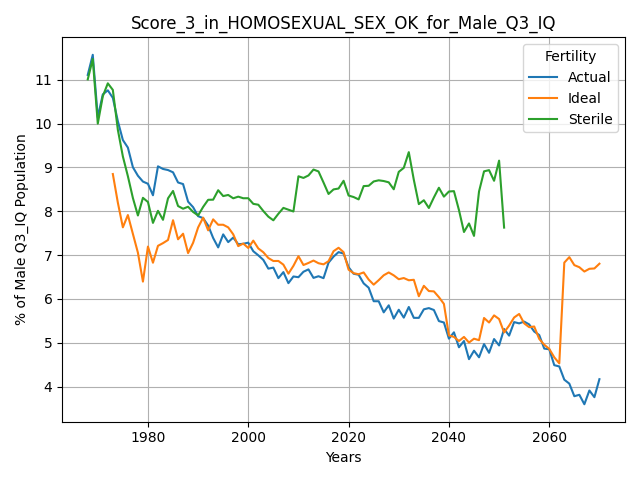 Score_3_in_HOMOSEXUAL_SEX_OK_for_Male_Q3_IQ
Fertility
Actual
Ideal
Sterile
% of Male Q3_IQ Population
11
10
9
8
7
6
5
4
1980 2000 2020 2040 2060
Years